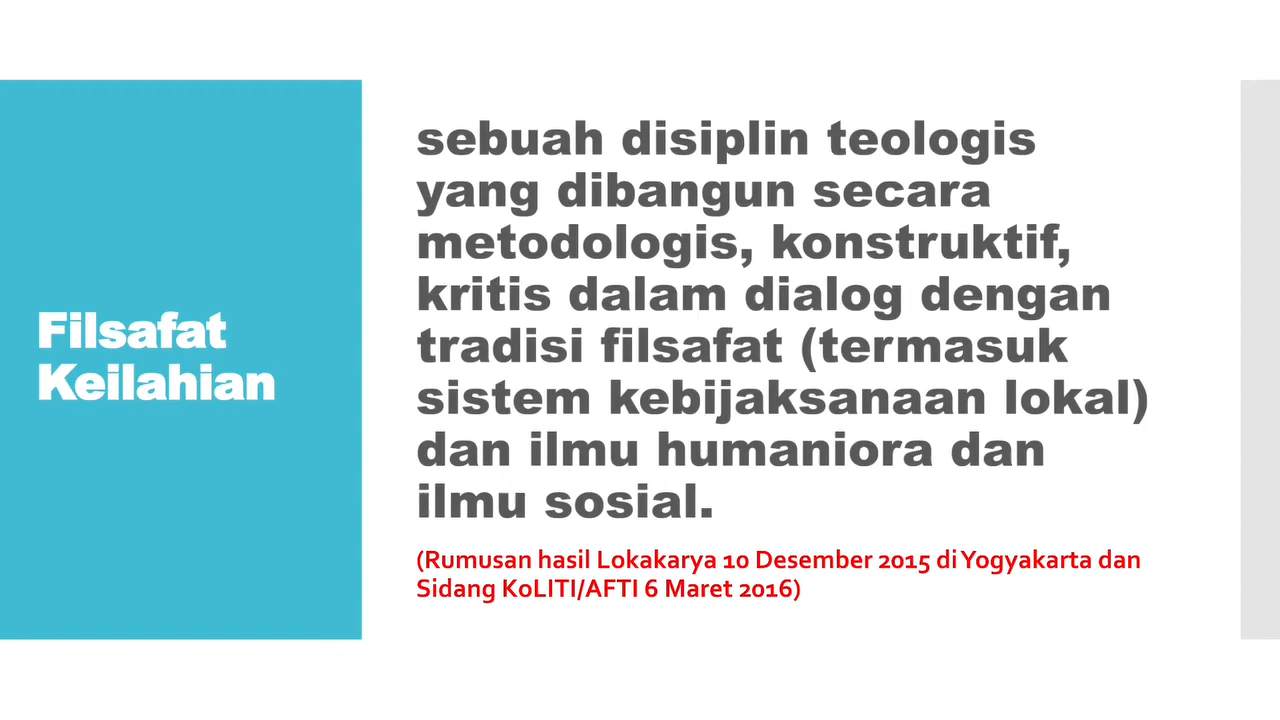 Filsafat
Keilahian
sebuah disiplin teologis
yang dibangun secara
metodologis, konstruktif,
kritis dalam dialog dengan
tradisi filsafat (termasuk
sistem kebijaksanaan lokal)
dan ilmu humaniora dan
ilmu sosial.
(Rumusan hasil Lokakarya 10 Desember 2015 di Yogyakarta dan
Sidang KoLITI/AFTI 6 Maret 2016)